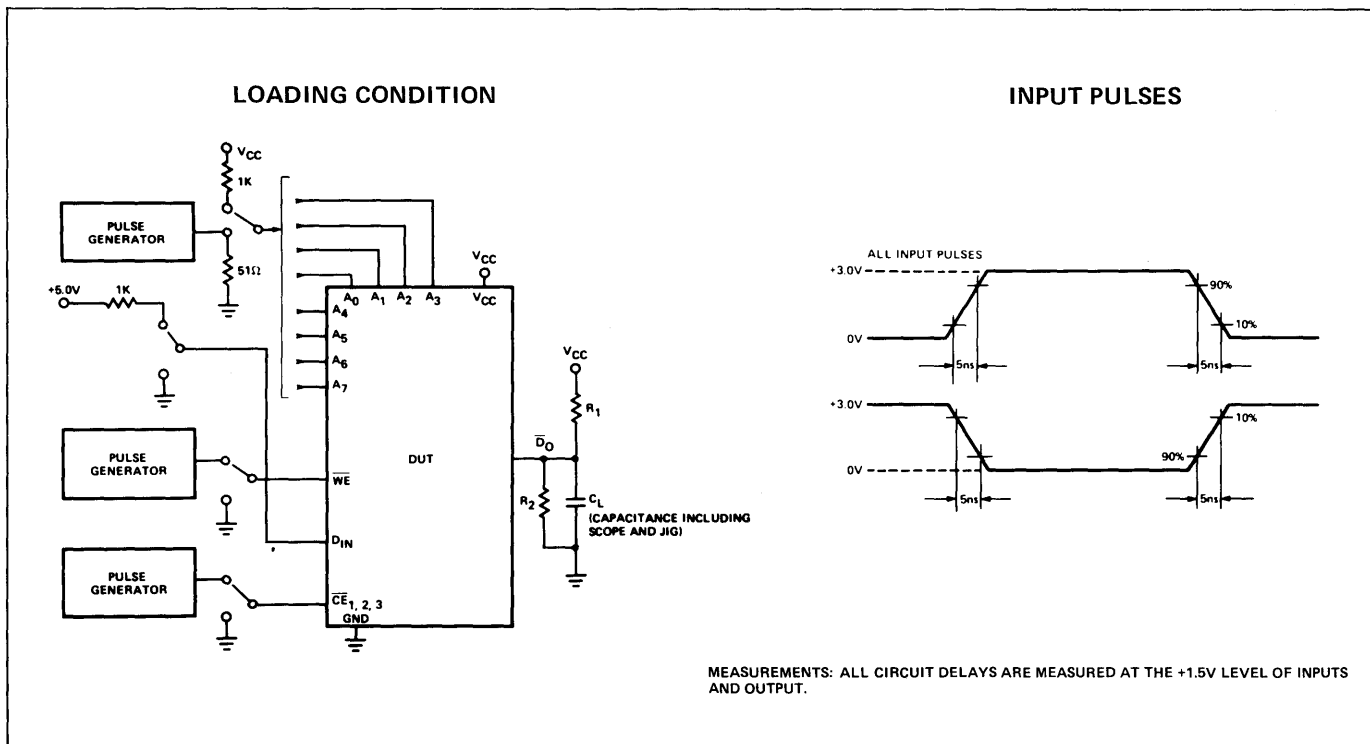 LOADING CONDITION
INPUT PULSES
VCC
1K
PULSE
GENERATOR
51Ω
+5.0V
1K
A0 A1 A2 A3
VCC
VCC
A4
A5
A6
A7
DUT
VCC
R1
D̅O
R2
CL
(CAPACITANCE INCLUDING
SCOPE AND JIG)
PULSE
GENERATOR
W̅E̅
DIN
PULSE
GENERATOR
C̅E̅1, 2, 3
GND
ALL INPUT PULSES
+3.0V
90%
10%
0V
5ns
5ns
+3.0V
10%
90%
0V
5ns
5ns
MEASUREMENTS: ALL CIRCUIT DELAYS ARE MEASURED AT THE +1.5V LEVEL OF INPUTS
AND OUTPUT.